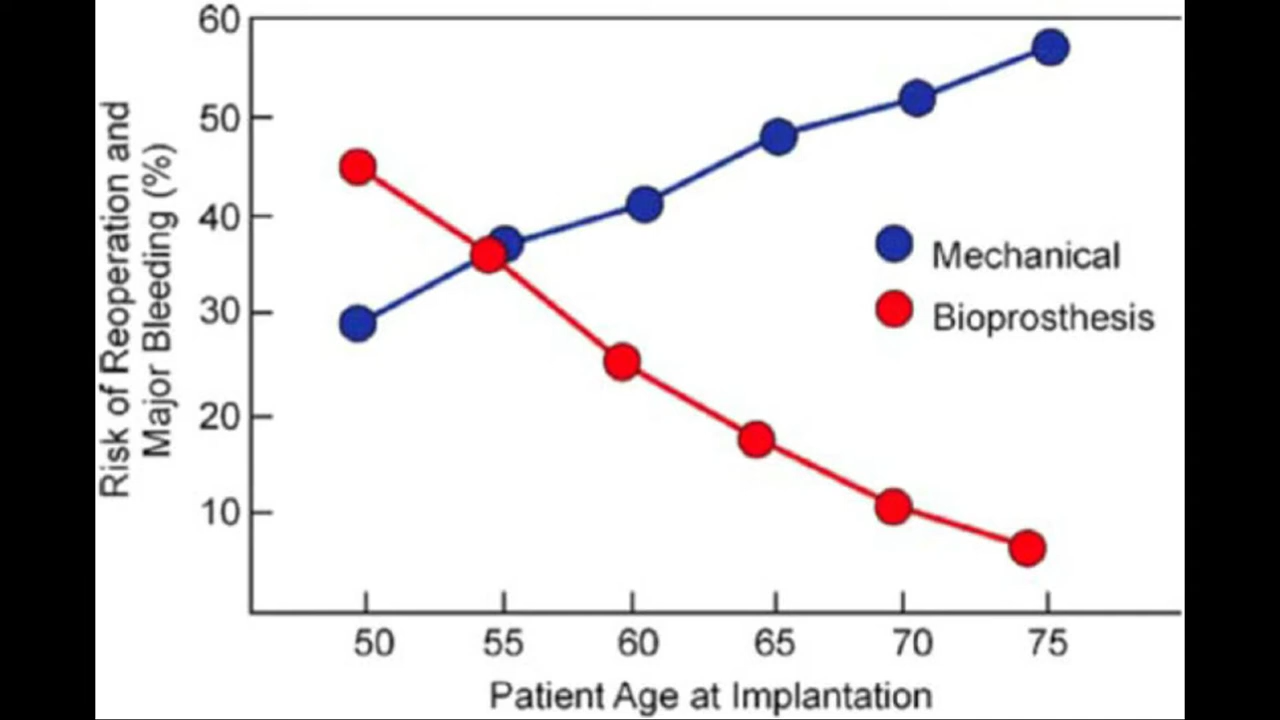 60
50
40
30
20
10
Risk of Reoperation and
Major Bleeding (%)
Mechanical
Bioprosthesis
50 55 60 65 70 75
Patient Age at Implantation